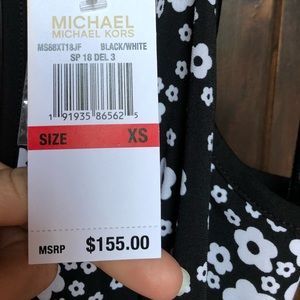 MICHAEL
MICHAEL KORS
MS88XT18JF BLACK/WHITE
SP 18 DEL 3
1 91935 86562 5
SIZE XS
MSRP $155.00